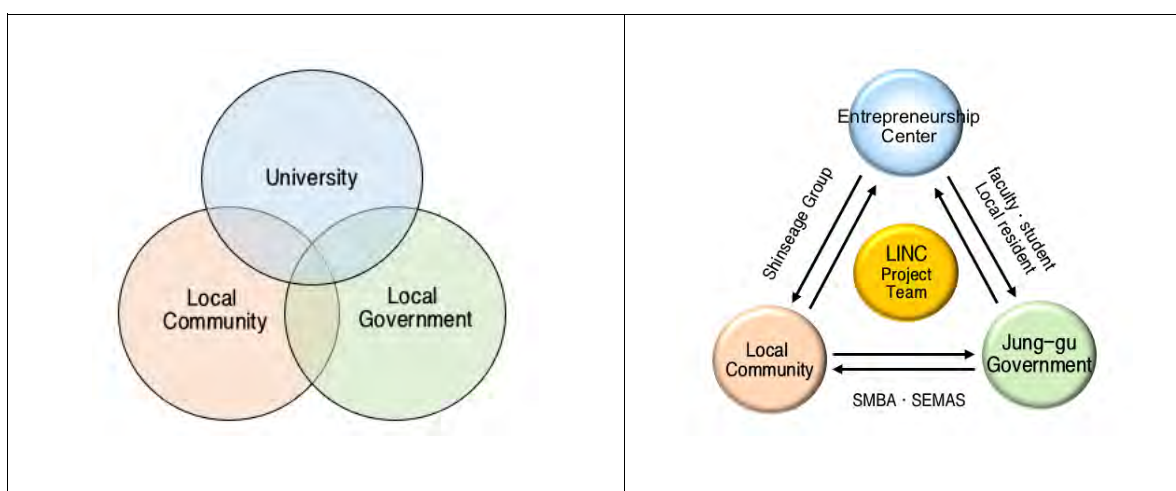 University
Local
Community
Local
Government
Entrepreneurship
Center
Shinseage Group
faculty · student
Local resident
LINC
Project
Team
Local
Community
Jung-gu
Government
SMBA · SEMAS